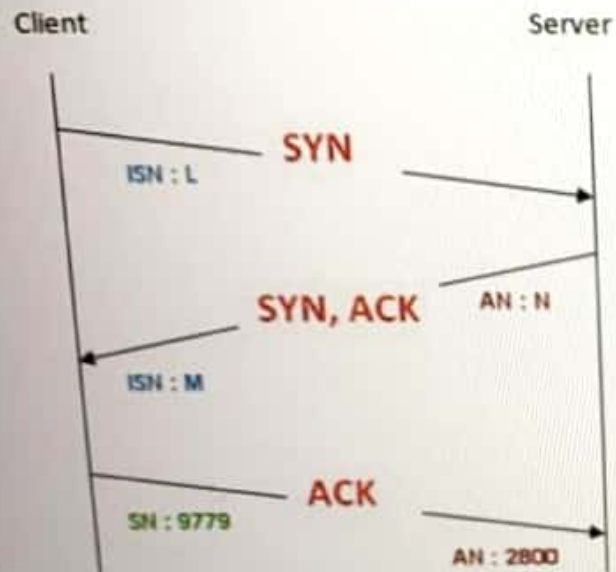 Client
Server
SYN
ISN : L
SYN, ACK
AN : N
ISN : M
ACK
SN : 9779
AN : 2800